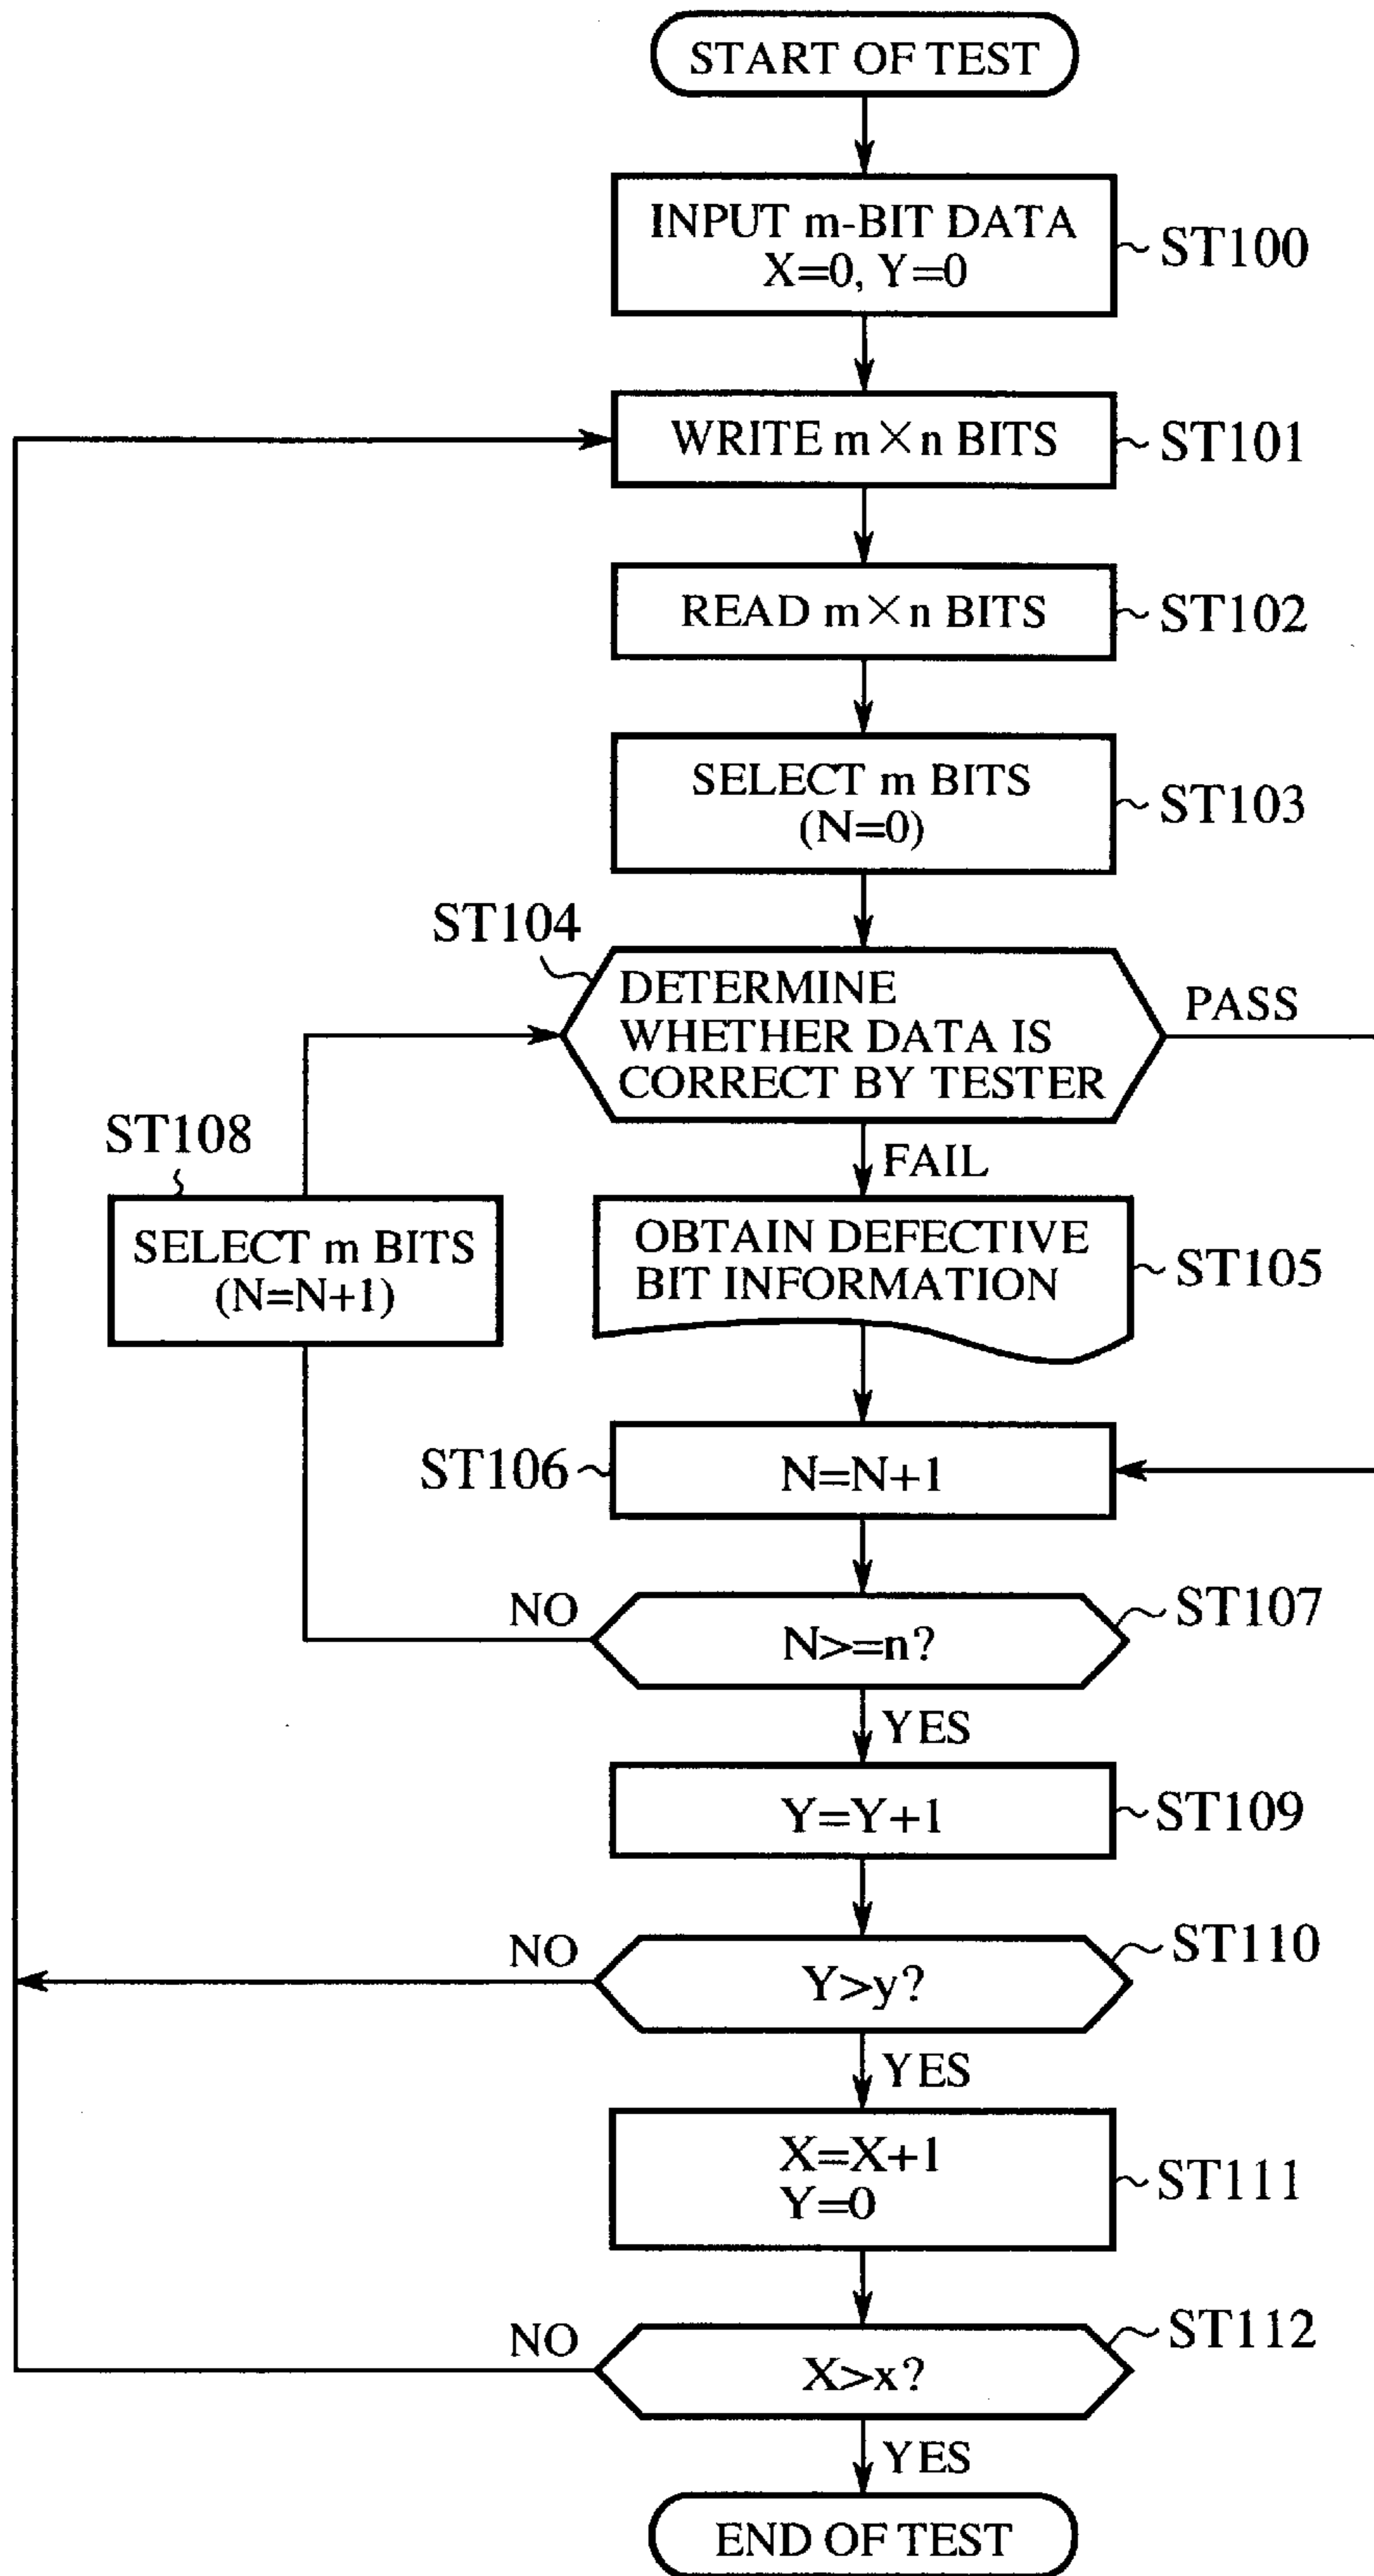 START OF TEST
INPUT m-BIT DATA
X=0, Y=0
ST100
WRITE m×n BITS
ST101
READ m×n BITS
ST102
SELECT m BITS
(N=0)
ST103
ST104
DETERMINE
WHETHER DATA IS
CORRECT BY TESTER
PASS
FAIL
ST108
SELECT m BITS
(N=N+1)
OBTAIN DEFECTIVE
BIT INFORMATION
ST105
ST106
N=N+1
NO
N>=n?
ST107
YES
Y=Y+1
ST109
NO
Y>y?
ST110
YES
X=X+1
Y=0
ST111
NO
X>x?
ST112
YES
END OF TEST